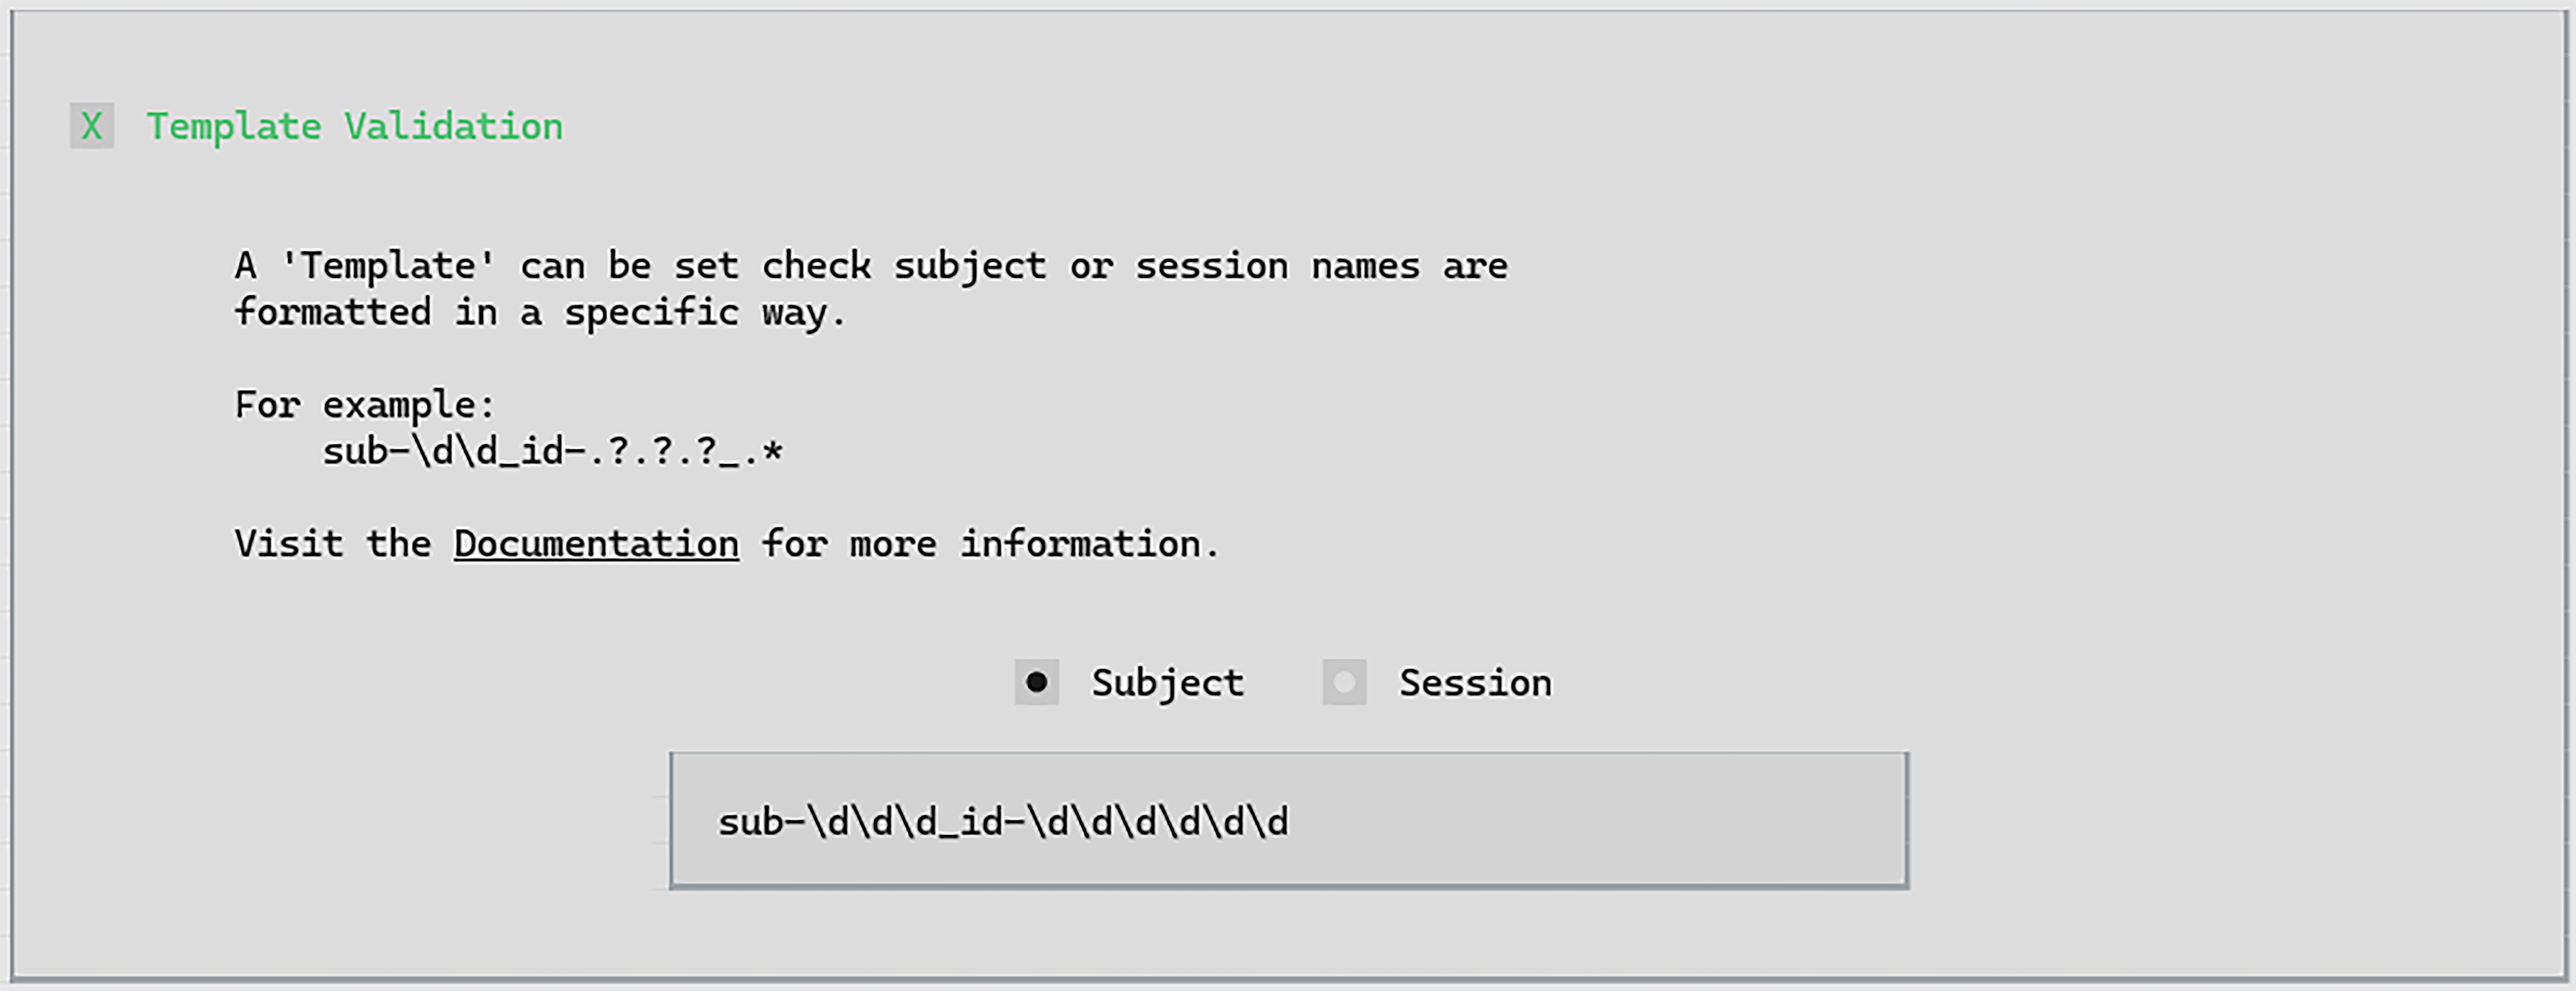 X Template Validation
A 'Template' can be set check subject or session names are
formatted in a specific way.
For example:
sub-\d\d_id-.?.?.?_.*
Visit the Documentation for more information.
Subject Session
sub-\d\d\d_id-\d\d\d\d\d\d